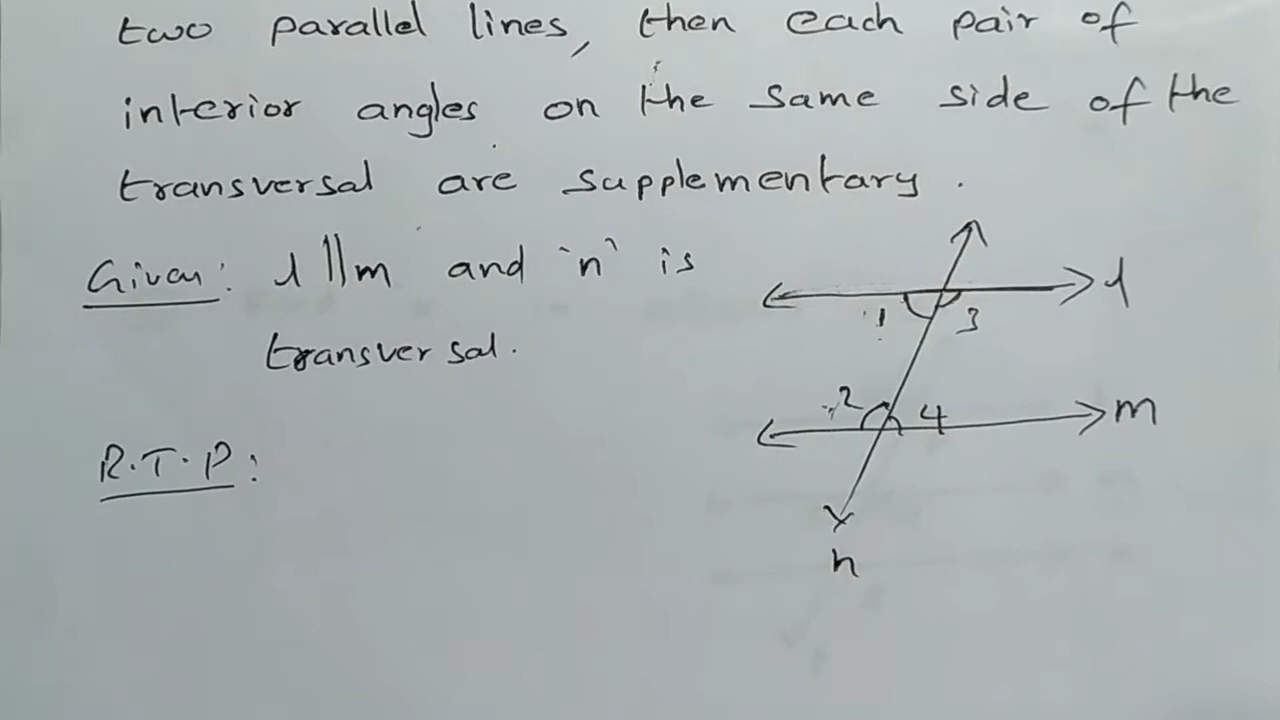 two parallel lines, then each pair of
interior angles on the same side of the
transversal are supplementary.
Given: l || m and 'n' is
transversal.
R.T.P:
l
1 3
2 4
m
n